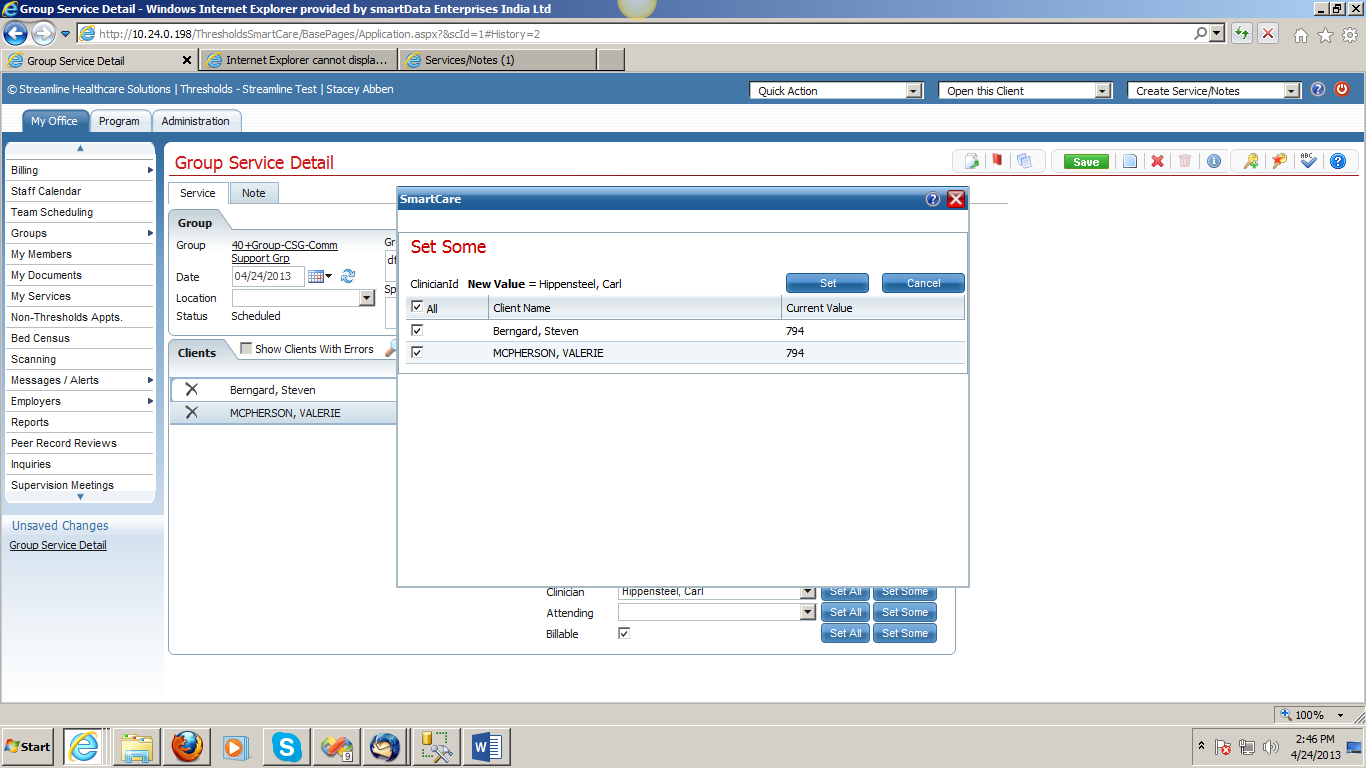 Group Service Detail - Windows Internet Explorer provided by smartData Enterprises India Ltd
http://10.24.0.198/ThresholdsSmartCare/BasePages/Application.aspx?&scId=1#History=2
Group Service Detail
Internet Explorer cannot displa...
Services/Notes (1)
© Streamline Healthcare Solutions | Thresholds - Streamline Test | Stacey Abben
Quick Action
Open this Client
Create Service/Notes
My Office
Program
Administration
Billing
Staff Calendar
Team Scheduling
Groups
My Members
My Documents
My Services
Non-Thresholds Appts.
Bed Census
Scanning
Messages / Alerts
Employers
Reports
Peer Record Reviews
Inquiries
Supervision Meetings
Unsaved Changes
Group Service Detail
Group Service Detail
Save
ABC
Service
Note
Group
Group
40+Group-CSG-Comm
Support Grp
Gr
df
Date
04/24/2013
Location
Sp
Status
Scheduled
Clients
Show Clients With Errors
Berngard, Steven
MCPHERSON, VALERIE
SmartCare
Set Some
ClinicianId New Value = Hippensteel, Carl
Set
Cancel
All
Client Name
Current Value
Berngard, Steven
794
MCPHERSON, VALERIE
794
Clinician
Hippensteel, Carl
Set All
Set Some
Attending
Set All
Set Some
Billable
Set All
Set Some
100%
Start
9
2:46 PM
4/24/2013